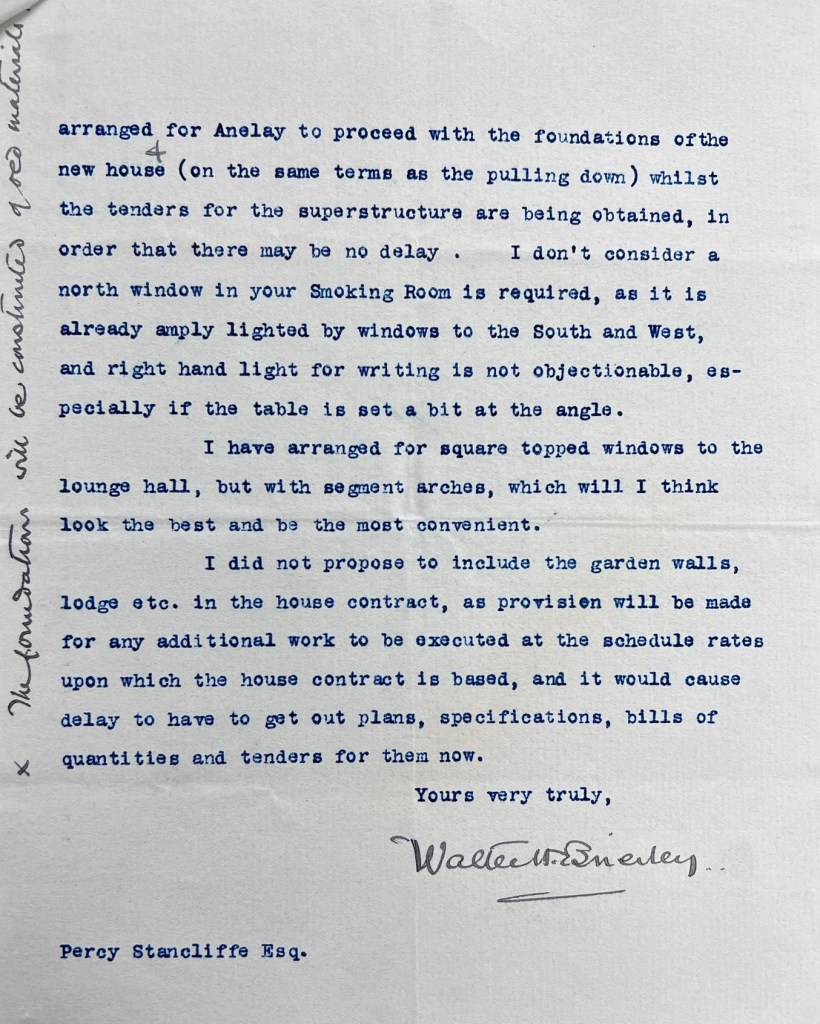 arranged for Anelay to proceed with the foundations ofthe
new house (on the same terms as the pulling down) whilst
the tenders for the superstructure are being obtained, in
order that there may be no delay . I don't consider a
north window in your Smoking Room is required, as it is
already amply lighted by windows to the South and West,
and right hand light for writing is not objectionable, es-
pecially if the table is set a bit at the angle.
I have arranged for square topped windows to the
lounge hall, but with segment arches, which will I think
look the best and be the most convenient.
I did not propose to include the garden walls,
lodge etc. in the house contract, as provision will be made
for any additional work to be executed at the schedule rates
upon which the house contract is based, and it would cause
delay to have to get out plans, specifications, bills of
quantities and tenders for them now.
Yours very truly,
Walter H. Brierley..
Percy Stancliffe Esq.
x The foundations will be constructed of materials